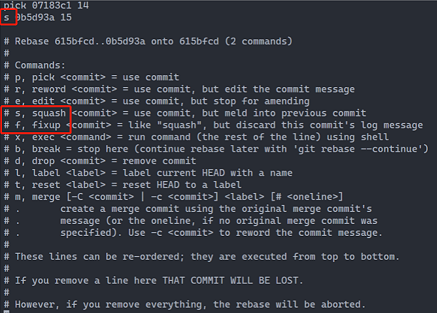 pick 07183c1 14
s 0b5d93a 15

# Rebase 615bfcd..0b5d93a onto 615bfcd (2 commands)
#
# Commands:
# p, pick <commit> = use commit
# r, reword <commit> = use commit, but edit the commit message
# e, edit <commit> = use commit, but stop for amending
# s, squash <commit> = use commit, but meld into previous commit
# f, fixup <commit> = like "squash", but discard this commit's log message
# x, exec <command> = run command (the rest of the line) using shell
# b, break = stop here (continue rebase later with 'git rebase --continue')
# d, drop <commit> = remove commit
# l, label <label> = label current HEAD with a name
# t, reset <label> = reset HEAD to a label
# m, merge [-C <commit> | -c <commit>] <label> [# <oneline>]
# .       create a merge commit using the original merge commit's
# .       message (or the oneline, if no original merge commit was
# .       specified). Use -c <commit> to reword the commit message.
#
# These lines can be re-ordered; they are executed from top to bottom.
#
# If you remove a line here THAT COMMIT WILL BE LOST.
#
# However, if you remove everything, the rebase will be aborted.